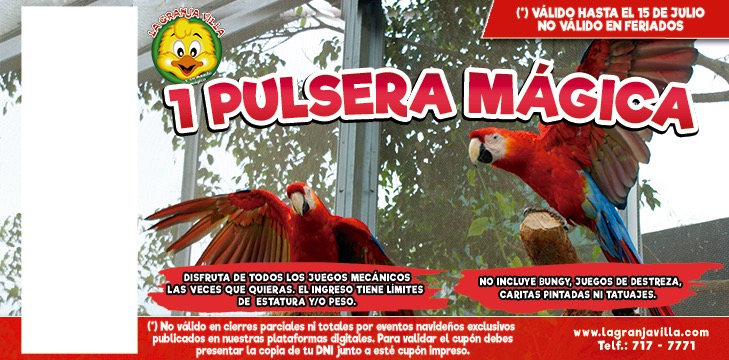 LA GRANJA VILLA
(*) VÁLIDO HASTA EL 15 DE JULIO
NO VÁLIDO EN FERIADOS
1 PULSERA MÁGICA
DISFRUTA DE TODOS LOS JUEGOS MECÁNICOS
LAS VECES QUE QUIERAS. EL INGRESO TIENE LÍMITES
DE ESTATURA Y/O PESO.
NO INCLUYE BUNGY, JUEGOS DE DESTREZA,
CARITAS PINTADAS NI TATUAJES.
(*) No válido en cierres parciales ni totales por eventos navideños exclusivos
publicados en nuestras plataformas digitales. Para validar el cupón debes
presentar la copia de tu DNI junto a esté cupón impreso.
www.lagranjavilla.com
Telf.: 717 - 7771